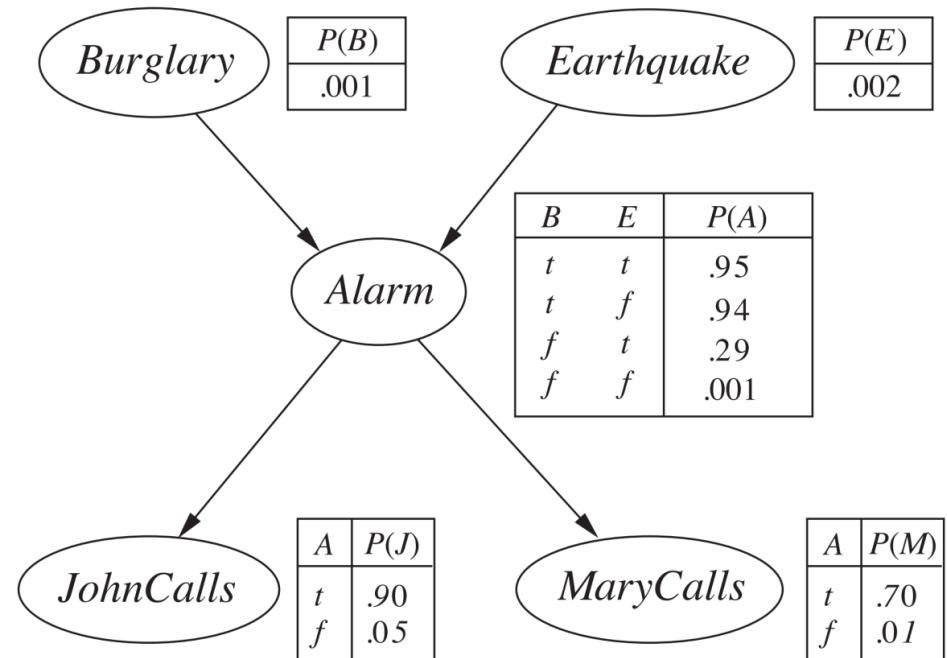 Burglary
P(B)
.001
Earthquake
P(E)
.002
Alarm
B E P(A)
t t .95
t f .94
f t .29
f f .001
JohnCalls
A P(J)
t .90
f .05
MaryCalls
A P(M)
t .70
f .01